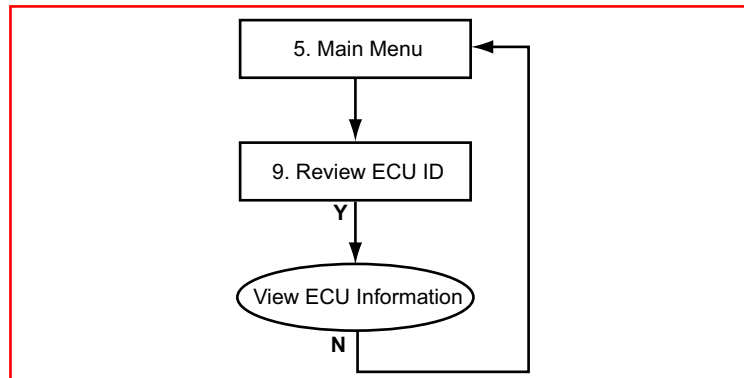 5. Main Menu
9. Review ECU ID
Y
View ECU Information
N